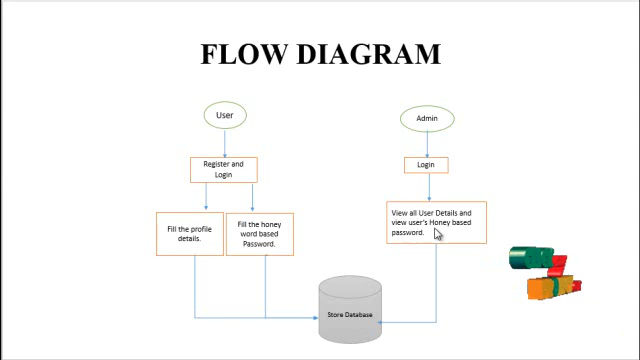 FLOW DIAGRAM
User
Admin
Register and
Login
Login
Fill the profile
details.
Fill the honey
word based
Password.
View all User Details and
view user's Honey based
password.
Store Database